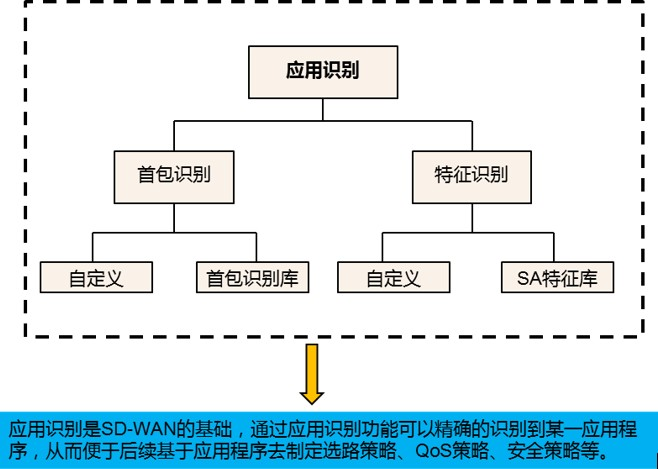 应用识别
首包识别
特征识别
自定义
首包识别库
自定义
SA特征库
应用识别是SD-WAN的基础，通过应用识别功能可以精确的识别到某一应用程
序，从而便于后续基于应用程序去制定选路策略、QoS策略、安全策略等。